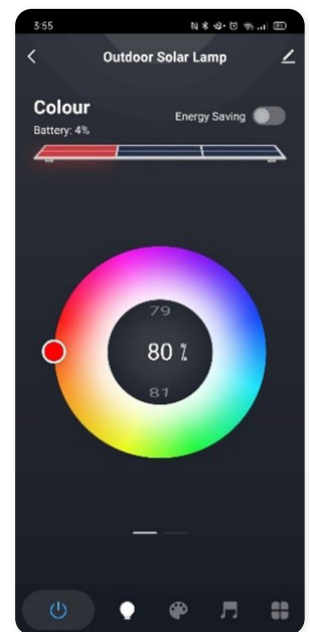 3:55
Outdoor Solar Lamp
Colour
Energy Saving
Battery: 4%
79
80 %
81